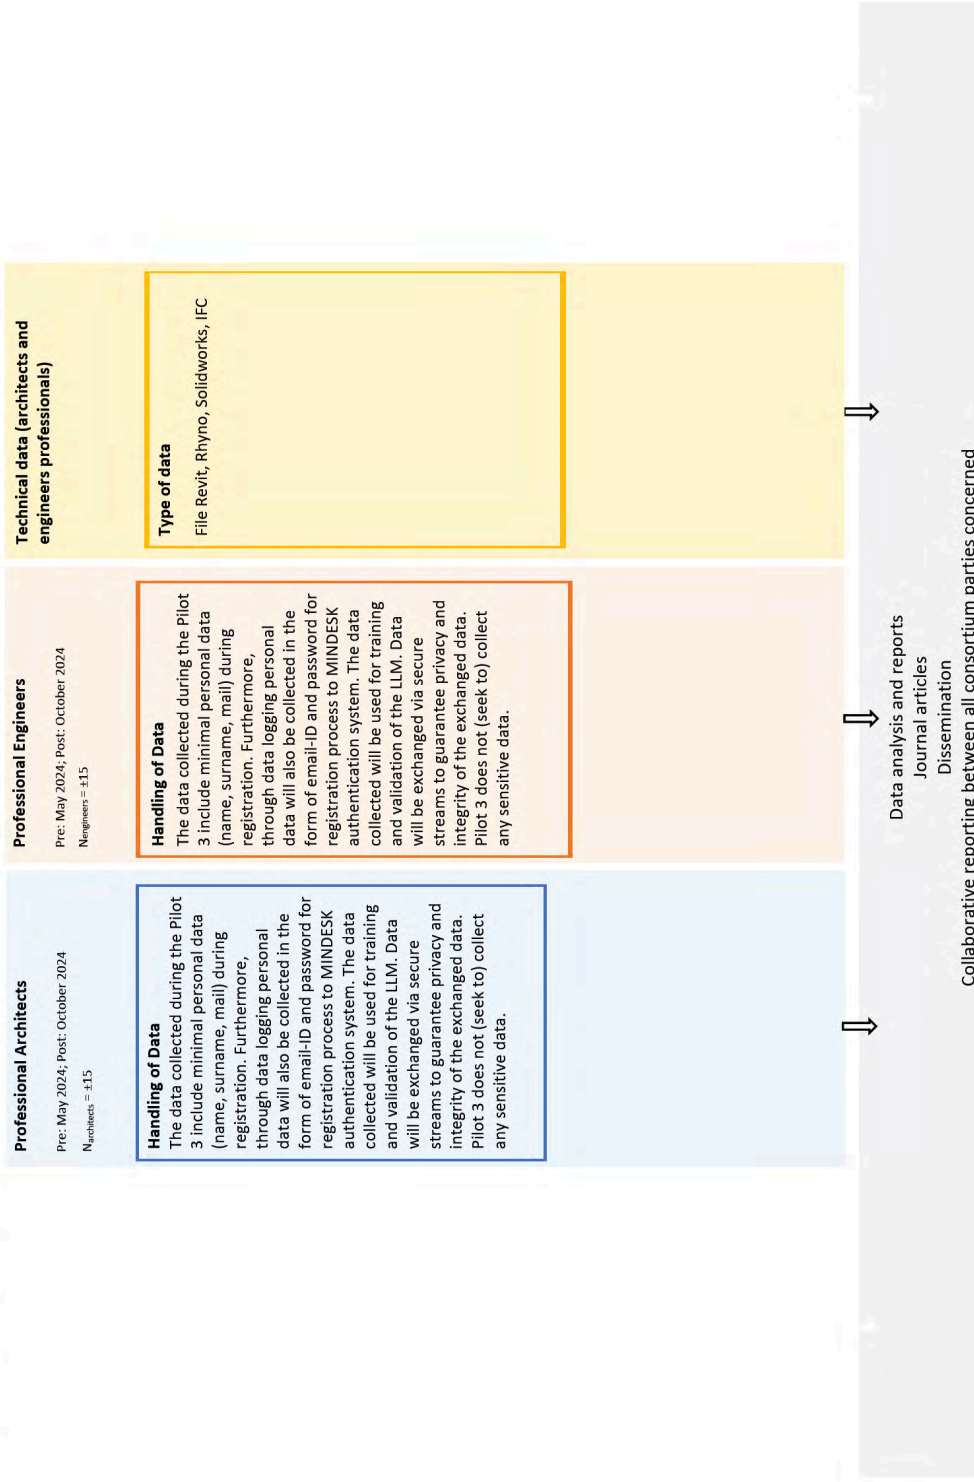 Professional Architects
Pre: May 2024; Post: October 2024
Narchitects = ±15
Handling of Data
The data collected during the Pilot
3 include minimal personal data
(name, surname, mail) during
registration. Furthermore,
through data logging personal
data will also be collected in the
form of email-ID and password for
registration process to MINDESK
authentication system. The data
collected will be used for training
and validation of the LLM. Data
will be exchanged via secure
streams to guarantee privacy and
integrity of the exchanged data.
Pilot 3 does not (seek to) collect
any sensitive data.
Professional Engineers
Pre: May 2024; Post: October 2024
Nengineers = ±15
Handling of Data
The data collected during the Pilot
3 include minimal personal data
(name, surname, mail) during
registration. Furthermore,
through data logging personal
data will also be collected in the
form of email-ID and password for
registration process to MINDESK
authentication system. The data
collected will be used for training
and validation of the LLM. Data
will be exchanged via secure
streams to guarantee privacy and
integrity of the exchanged data.
Pilot 3 does not (seek to) collect
any sensitive data.
Technical data (architects and
engineers professionals)
Type of data
File Revit, Rhyno, Solidworks, IFC
Data analysis and reports
Journal articles
Dissemination
Collaborative reporting between all consortium parties concerned